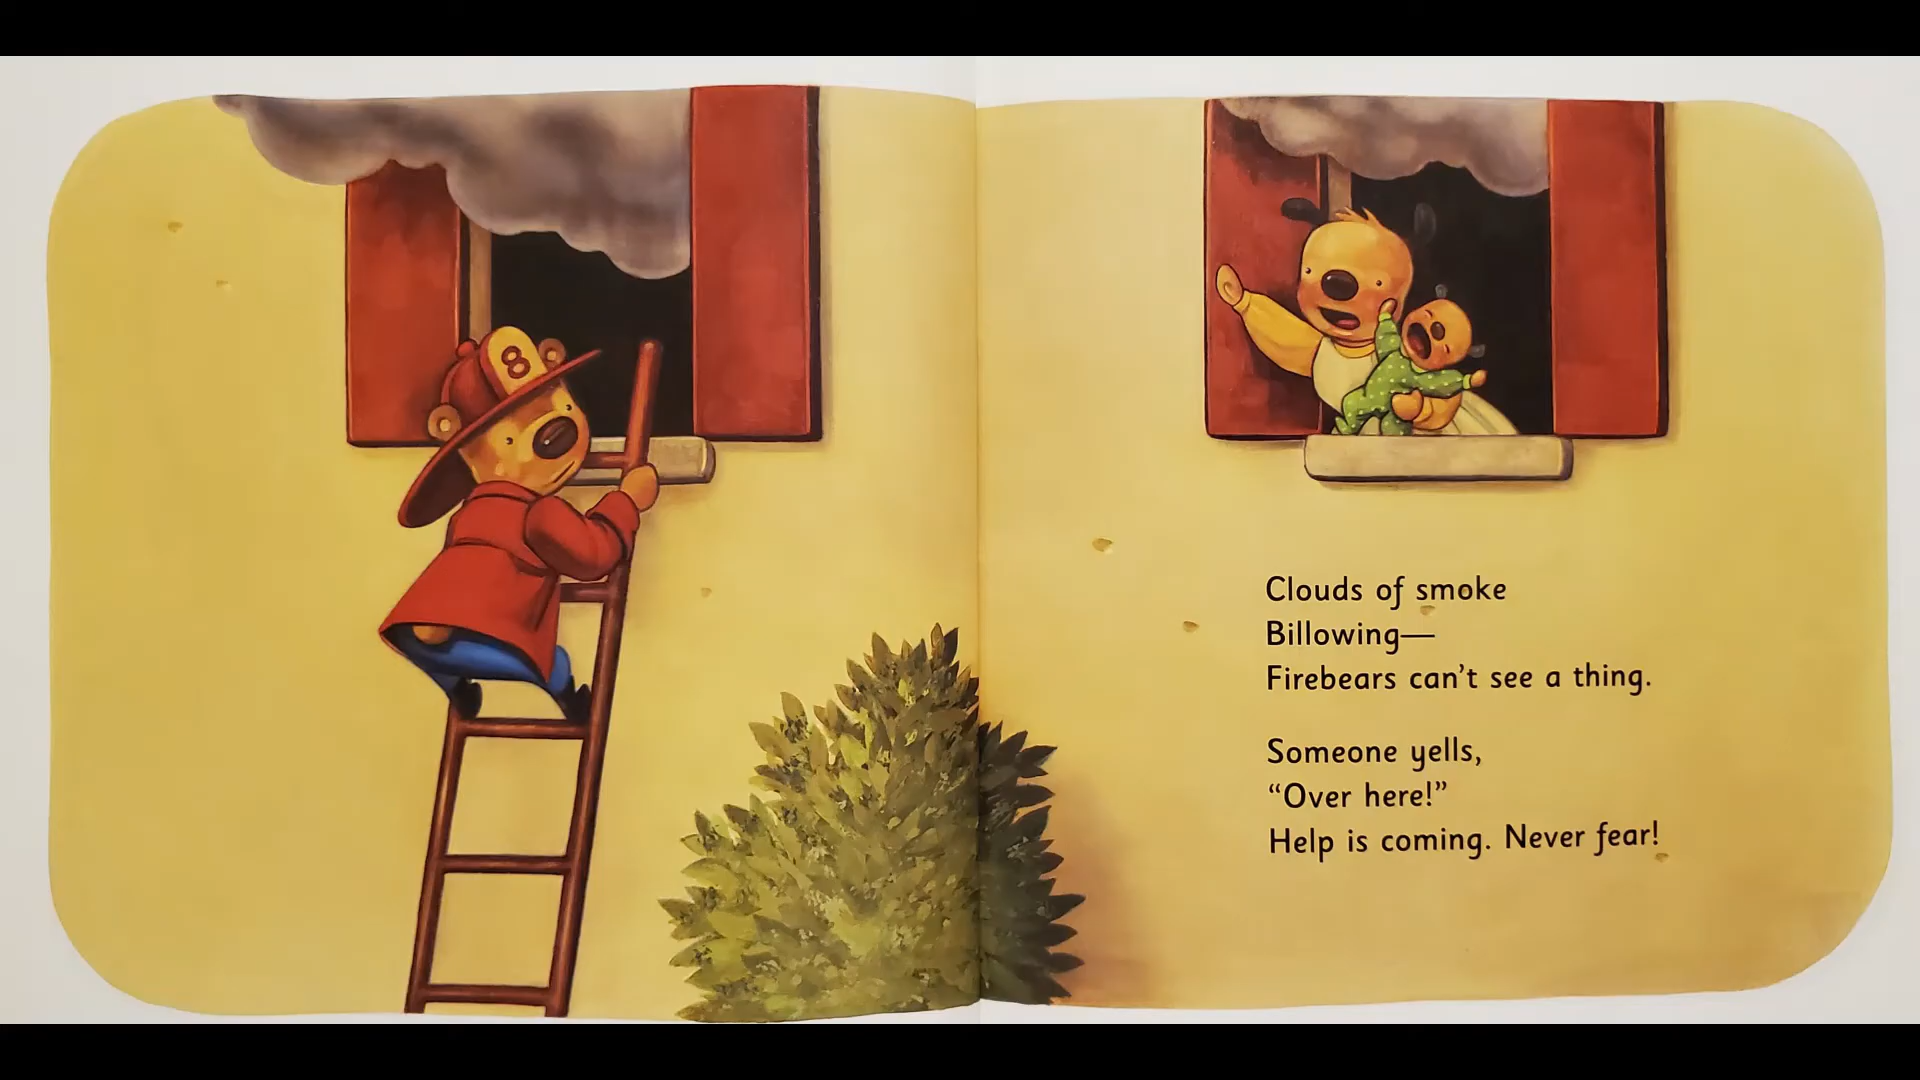 8
Clouds of smoke
Billowing—
Firebears can’t see a thing.
Someone yells,
“Over here!”
Help is coming. Never fear!